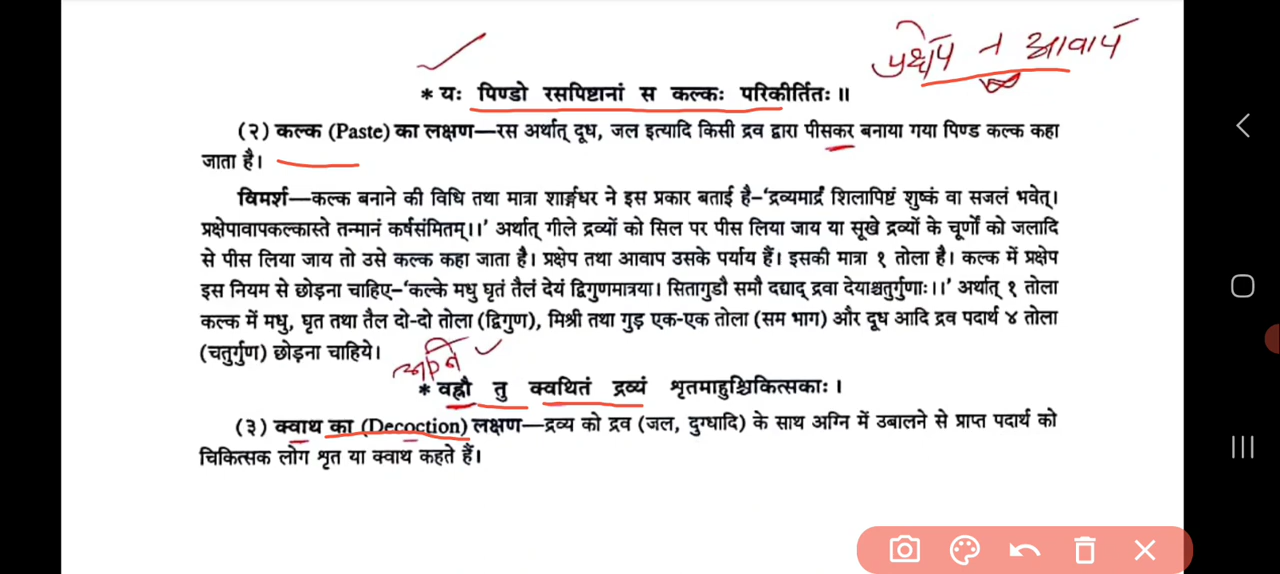 प्रक्षेप न आवाप
* यः पिण्डो रसपिष्टानां स कल्कः परिकीर्तितः॥
(२) कल्क (Paste) का लक्षण—रस अर्थात् दूध, जल इत्यादि किसी द्रव द्वारा पीसकर बनाया गया पिण्ड कल्क कहा
जाता है।
विमर्श—कल्क बनाने की विधि तथा मात्रा शार्ङ्गधर ने इस प्रकार बताई है–‘द्रव्यमार्द्रं शिलापिष्टं शुष्कं वा सजलं भवेत्।
प्रक्षेपावापकल्कास्ते तन्मानं कर्षसंमितम्।।’ अर्थात् गीले द्रव्यों को सिल पर पीस लिया जाय या सूखे द्रव्यों के चूर्णों को जलादि
से पीस लिया जाय तो उसे कल्क कहा जाता है। प्रक्षेप तथा आवाप उसके पर्याय हैं। इसकी मात्रा १ तोला है। कल्क में प्रक्षेप
इस नियम से छोड़ना चाहिए–‘कल्के मधु घृतं तैलं देयं द्विगुणमात्रया। सितागुडौ समौ दद्याद् द्रवा देयाश्चतुर्गुणाः।।’ अर्थात् १ तोला
कल्क में मधु, घृत तथा तैल दो-दो तोला (द्विगुण), मिश्री तथा गुड़ एक-एक तोला (सम भाग) और दूध आदि द्रव पदार्थ ४ तोला
(चतुर्गुण) छोड़ना चाहिये।
* वह्नौ तु क्वथितं द्रव्यं शृतमाहुश्चिकित्सकाः।
(३) क्वाथ का (Decoction) लक्षण—द्रव्य को द्रव (जल, दुग्धादि) के साथ अग्नि में उबालने से प्राप्त पदार्थ को
चिकित्सक लोग शृत या क्वाथ कहते हैं।